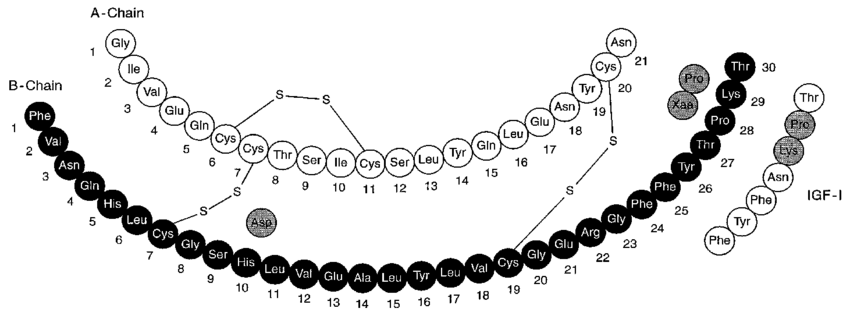 A-Chain
Gly Ile Val Glu Gln Cys Cys Thr Ser Ile Cys Ser Leu Tyr Gln Leu Glu Asn Tyr Cys Asn
1 2 3 4 5 6 7 8 9 10 11 12 13 14 15 16 17 18 19 20 21
S S
S S
S S
B-Chain
Phe Val Asn Gln His Leu Cys Gly Ser His Leu Val Glu Ala Leu Tyr Leu Val Cys Gly Glu Arg Gly Phe Phe Tyr Thr Pro Lys Thr
1 2 3 4 5 6 7 8 9 10 11 12 13 14 15 16 17 18 19 20 21 22 23 24 25 26 27 28 29 30
Asp
Pro
Xaa
Thr
Pro
Lys
Asn
Phe
Tyr
Phe
IGF-I